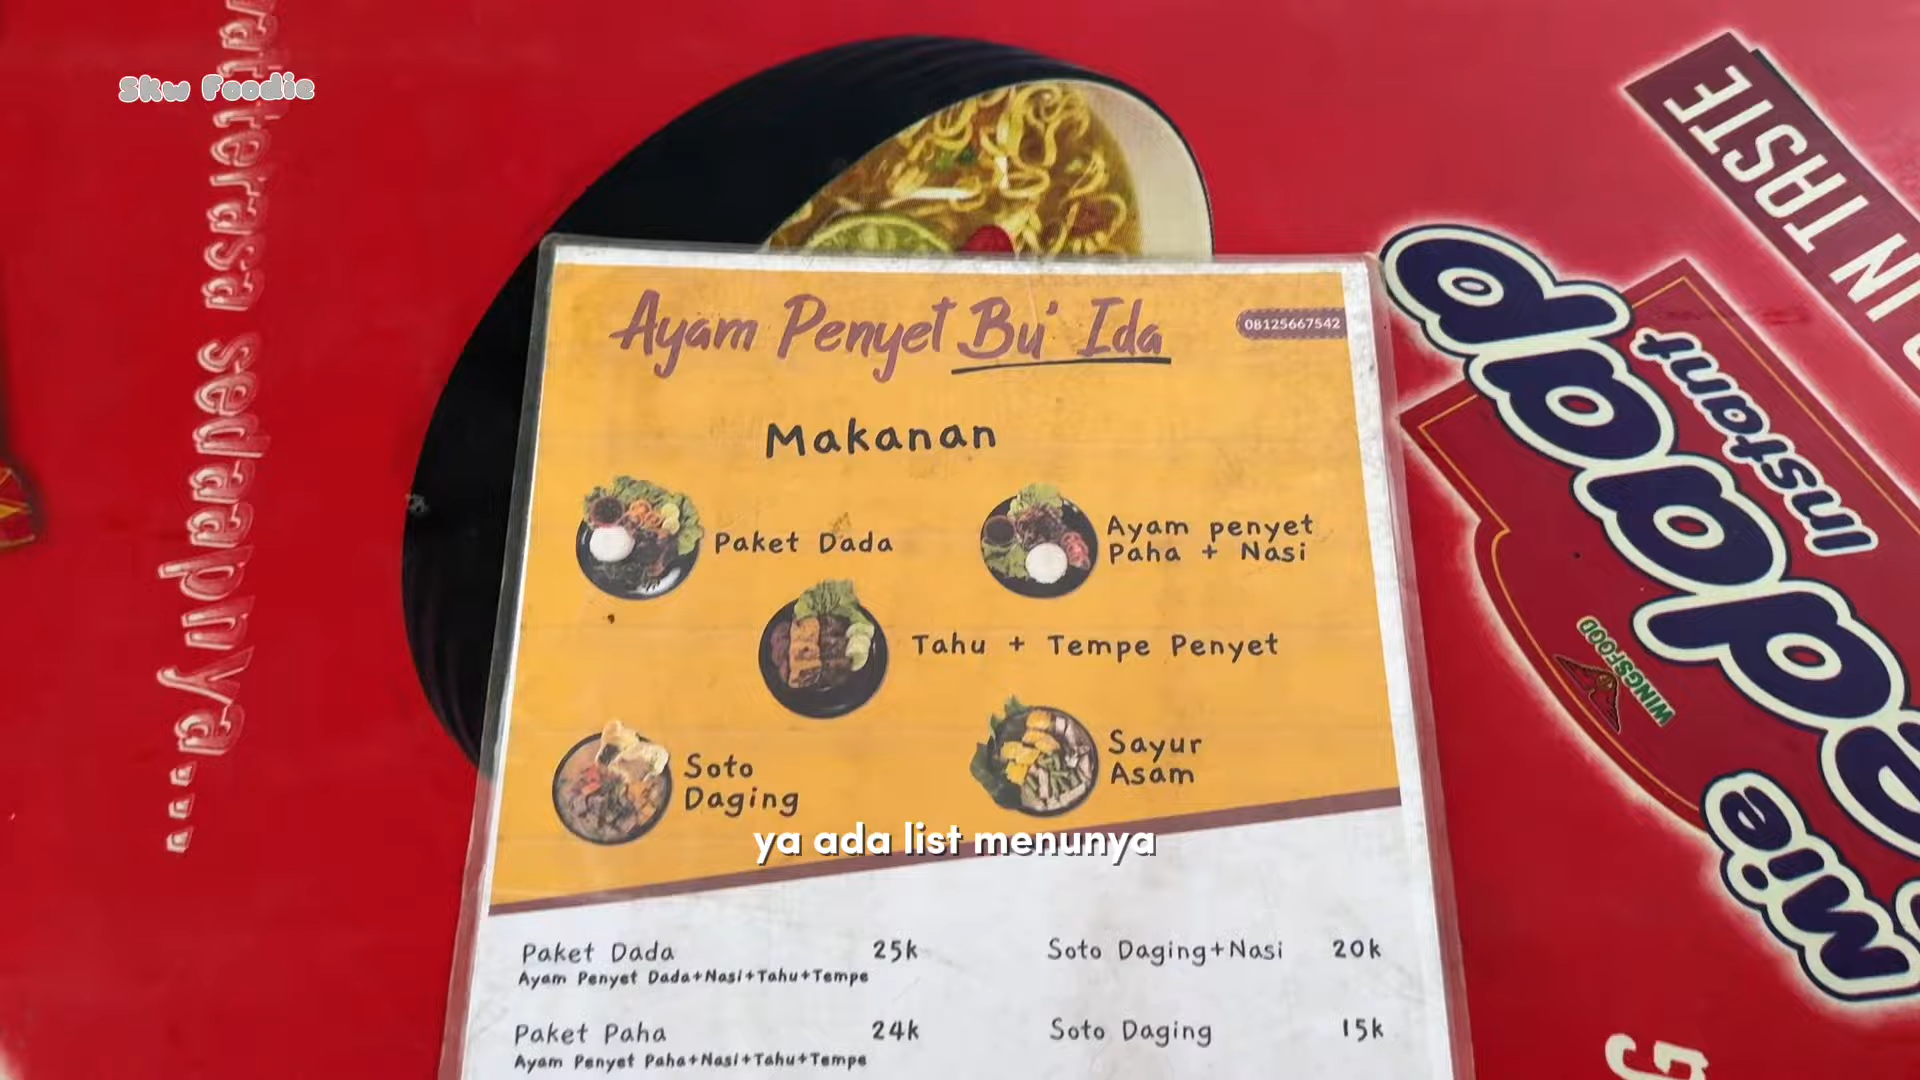 Skw Foodie
IN TASTE
Mie Sedaap
Instant
WINGSFOOD
sedaapnya...
Ayam Penyet Bu' Ida
08125667542
Makanan
Paket Dada
Ayam penyet
Paha + Nasi
Tahu + Tempe Penyet
Soto
Daging
Sayur
Asam
ya ada list menunya
Paket Dada 25k
Ayam Penyet Dada+Nasi+Tahu+Tempe
Paket Paha 24k
Ayam Penyet Paha+Nasi+Tahu+Tempe
Soto Daging+Nasi 20k
Soto Daging 15k